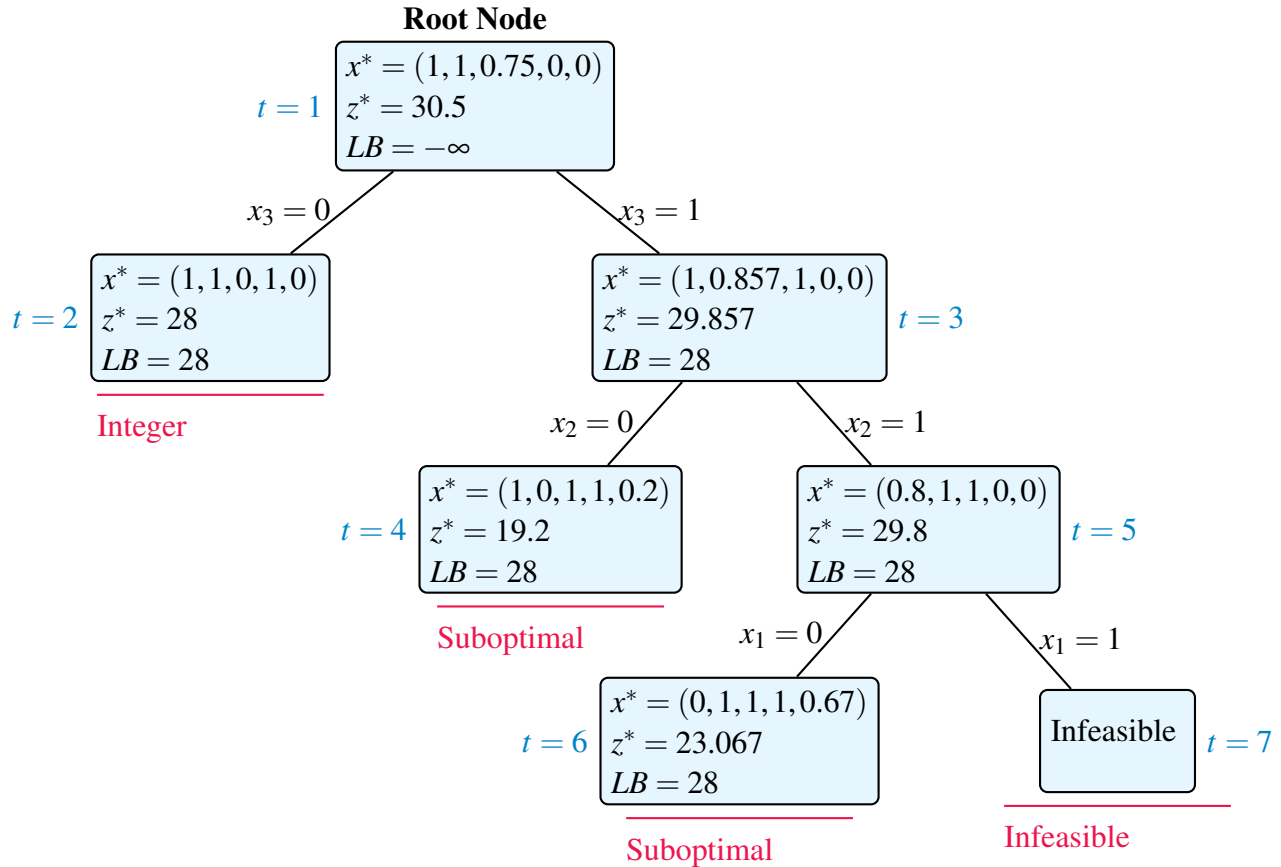 Root Node
x* = (1, 1, 0.75, 0, 0)
t = 1
z* = 30.5
LB = −∞
x₃ = 0
x₃ = 1
x* = (1, 1, 0, 1, 0)
t = 2
z* = 28
LB = 28
Integer
x* = (1, 0.857, 1, 0, 0)
z* = 29.857
t = 3
LB = 28
x₂ = 0
x₂ = 1
x* = (1, 0, 1, 1, 0.2)
t = 4
z* = 19.2
LB = 28
Suboptimal
x* = (0.8, 1, 1, 0, 0)
z* = 29.8
t = 5
LB = 28
x₁ = 0
x₁ = 1
x* = (0, 1, 1, 1, 0.67)
t = 6
z* = 23.067
LB = 28
Suboptimal
Infeasible
t = 7
Infeasible